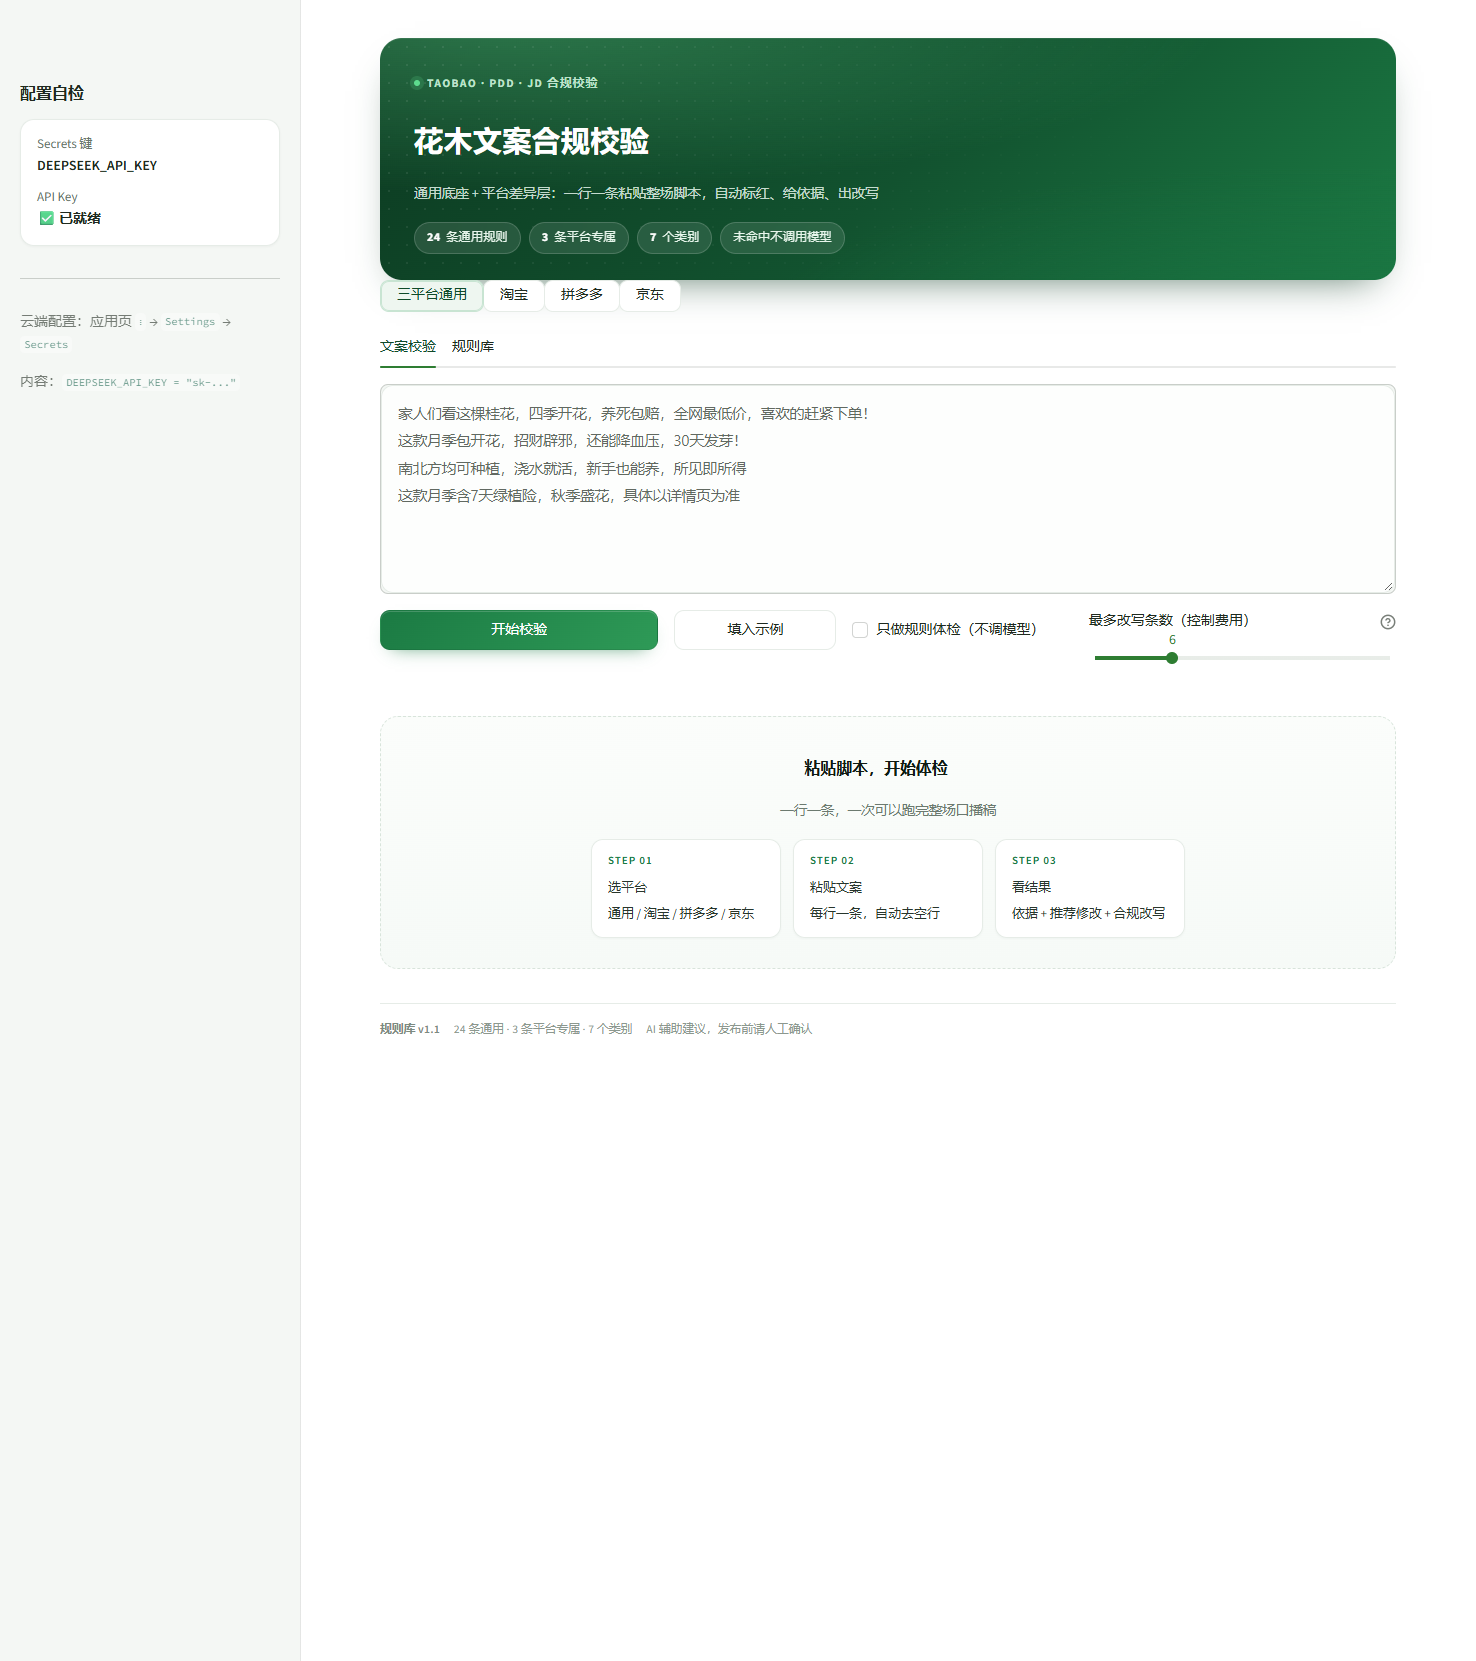 配置自检
Secrets 键
DEEPSEEK_API_KEY
API Key
✅ 已就绪
云端配置：应用页 ⋮ → Settings →
Secrets
内容： DEEPSEEK_API_KEY = "sk-..."
TAOBAO · PDD · JD 合规校验
花木文案合规校验
通用底座 + 平台差异层：一行一条粘贴整场脚本，自动标红、给依据、出改写
24 条通用规则 3 条平台专属 7 个类别 未命中不调用模型
三平台通用 淘宝 拼多多 京东
文案校验 规则库
家人们看这棵桂花，四季开花，养死包赔，全网最低价，喜欢的赶紧下单！
这款月季包开花，招财辟邪，还能降血压，30天发芽！
南北方均可种植，浇水就活，新手也能养，所见即所得
这款月季含7天绿植险，秋季盛花，具体以详情页为准
开始校验 填入示例 只做规则体检（不调模型） 最多改写条数（控制费用）
6
粘贴脚本，开始体检
一行一条，一次可以跑完整场口播稿
STEP 01
选平台
通用 / 淘宝 / 拼多多 / 京东
STEP 02
粘贴文案
每行一条，自动去空行
STEP 03
看结果
依据 + 推荐修改 + 合规改写
规则库 v1.1 24 条通用 · 3 条平台专属 · 7 个类别 AI 辅助建议，发布前请人工确认